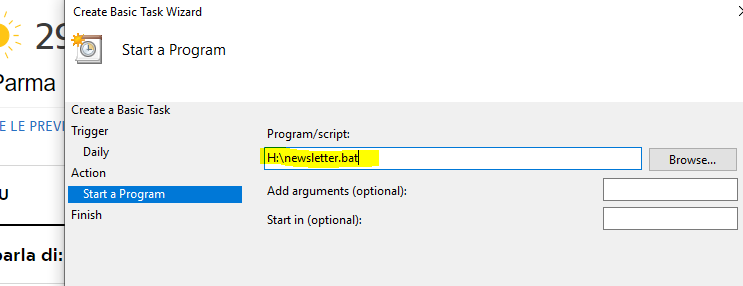 Create Basic Task Wizard
29
Start a Program
Parma
E LE PREVI
Create a Basic Task
Trigger
Program/script:
Daily
H:\newsletter.bat
Browse...
Action
Start a Program
Add arguments (optional):
U
Finish
Start in (optional):
parla di: